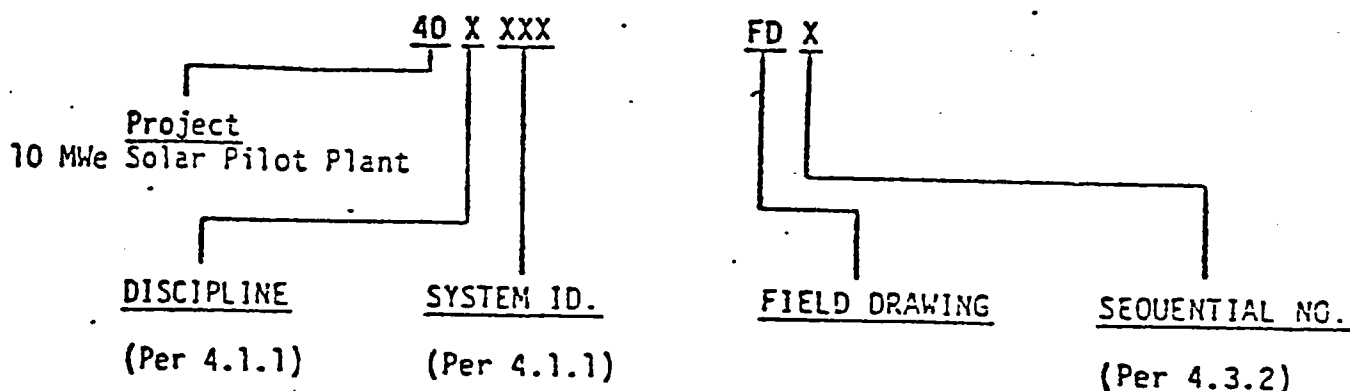 40 X XXX FD X
Project
10 MWe Solar Pilot Plant
DISCIPLINE SYSTEM ID. FIELD DRAWING SEQUENTIAL NO.
(Per 4.1.1) (Per 4.1.1) (Per 4.3.2)